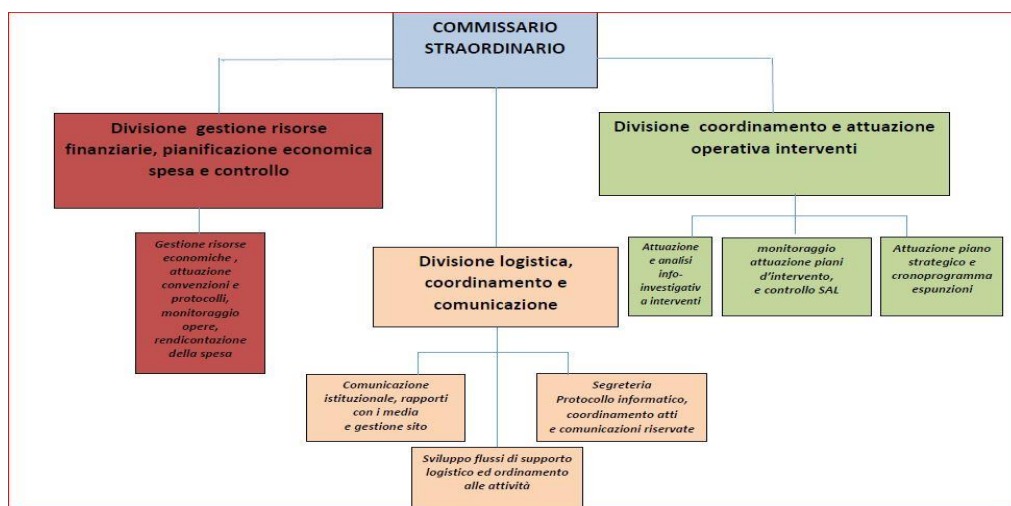 COMMISSARIO
STRAORDINARIO
Divisione gestione risorse
finanziarie, pianificazione economica
spesa e controllo
Divisione coordinamento e attuazione
operativa interventi
Gestione risorse
economiche ,
attuazione
convenzioni e
protocolli,
monitoraggio
opere,
rendicontazione
della spesa
Divisione logistica,
coordinamento e
comunicazione
Attuazione
e analisi
info-
investigativ
a interventi
monitoraggio
attuazione piani
d'intervento,
e controllo SAL
Attuazione piano
strategico e
cronoprogramma
espunzioni
Comunicazione
istituzionale, rapporti
con i media
e gestione sito
Segreteria
Protocollo informatico,
coordinamento atti
e comunicazioni riservate
Sviluppo flussi di supporto
logistico ed ordinamento
alle attività